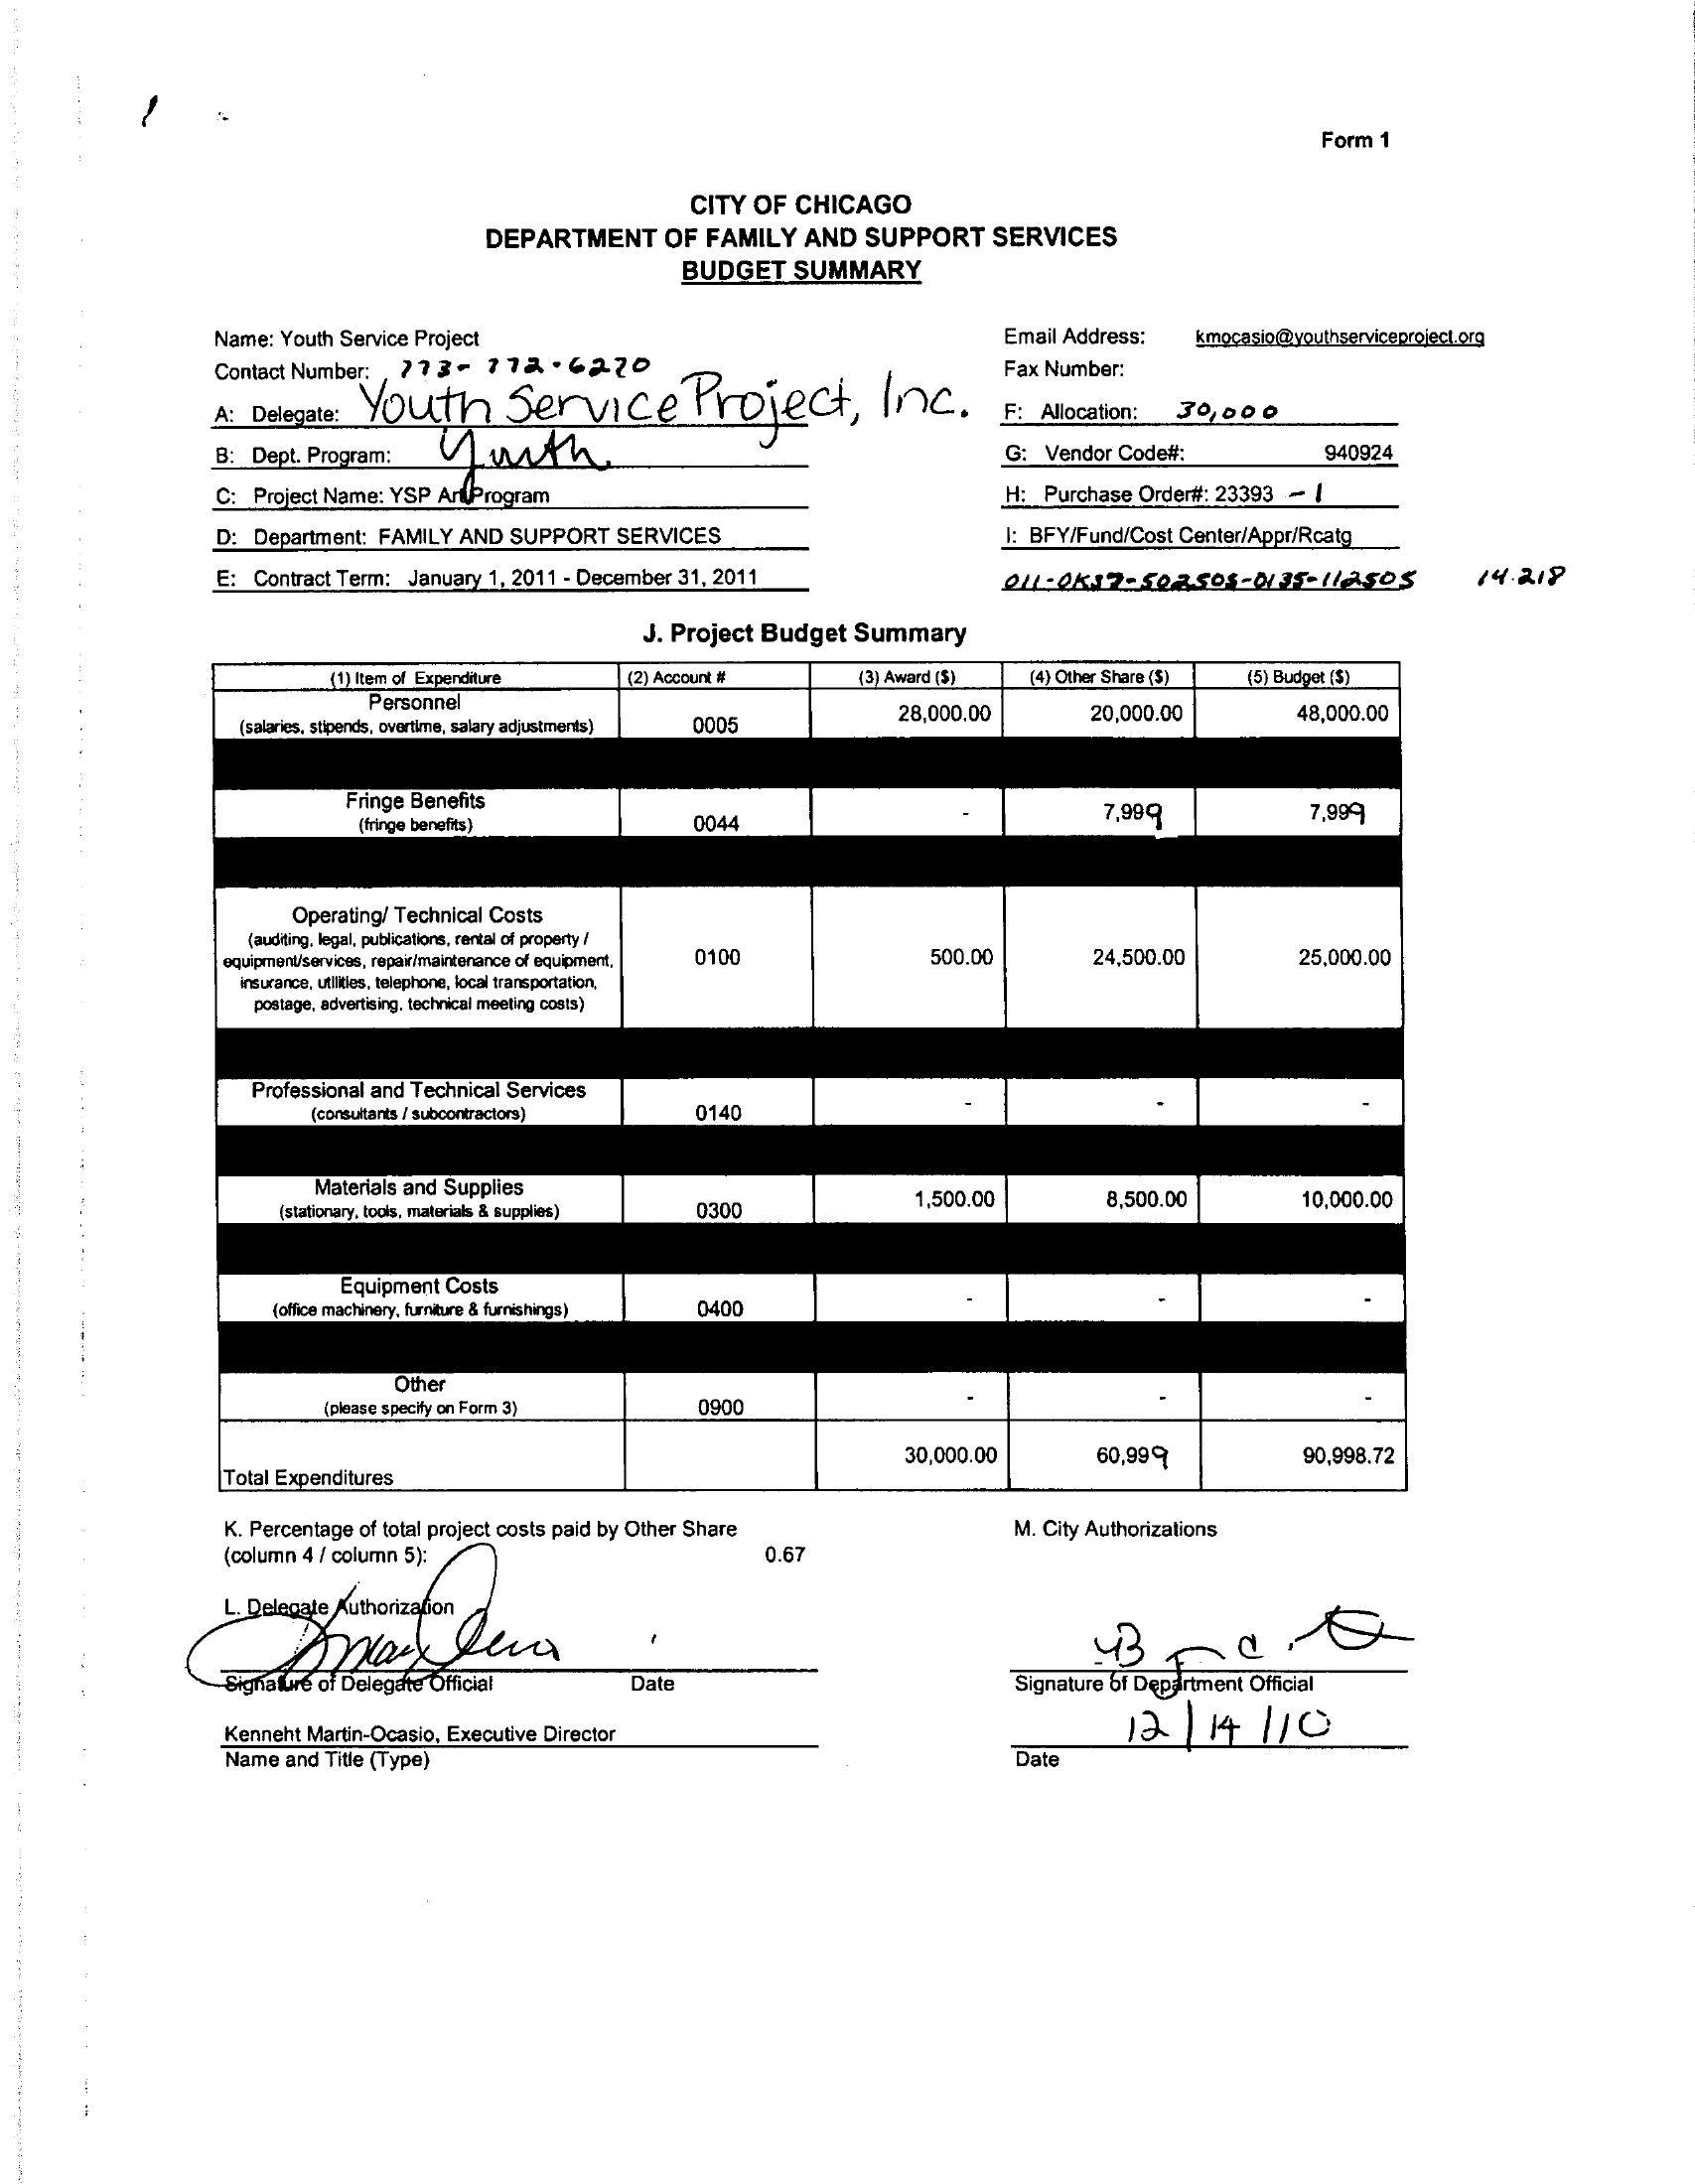 Form 1
CITY OF CHICAGO
DEPARTMENT OF FAMILY AND SUPPORT SERVICES
BUDGET SUMMARY
Name: Youth Service Project Email Address: kmocasio@youthserviceproject.org
Contact Number: 773-772-6270 Fax Number:
A: Delegate: Youth Service Project, Inc. F: Allocation: 30,000
B: Dept. Program: Youth G: Vendor Code#: 940924
C: Project Name: YSP Art Program H: Purchase Order#: 23393 - 1
D: Department: FAMILY AND SUPPORT SERVICES I: BFY/Fund/Cost Center/Appr/Rcatg
E: Contract Term: January 1, 2011 - December 31, 2011 011-0K37-502505-0135-112505 14.218
J. Project Budget Summary
(1) Item of Expenditure (2) Account # (3) Award ($) (4) Other Share ($) (5) Budget ($)
Personnel
(salaries, stipends, overtime, salary adjustments) 0005 28,000.00 20,000.00 48,000.00
Fringe Benefits
(fringe benefits) 0044 - 7,999 7,999
Operating/ Technical Costs
(auditing, legal, publications, rental of property /
equipment/services, repair/maintenance of equipment, 0100 500.00 24,500.00 25,000.00
insurance, utilities, telephone, local transportation,
postage, advertising, technical meeting costs)
Professional and Technical Services
(consultants / subcontractors) 0140 - - -
Materials and Supplies
(stationary, tools, materials & supplies) 0300 1,500.00 8,500.00 10,000.00
Equipment Costs
(office machinery, furniture & furnishings) 0400 - - -
Other
(please specify on Form 3) 0900 - - -
30,000.00 60,999 90,998.72
Total Expenditures
K. Percentage of total project costs paid by Other Share M. City Authorizations
(column 4 / column 5): 0.67
L. Delegate Authorization
Signature of Delegate Official Date Signature of Department Official
12/14/10
Kenneht Martin-Ocasio, Executive Director
Name and Title (Type) Date